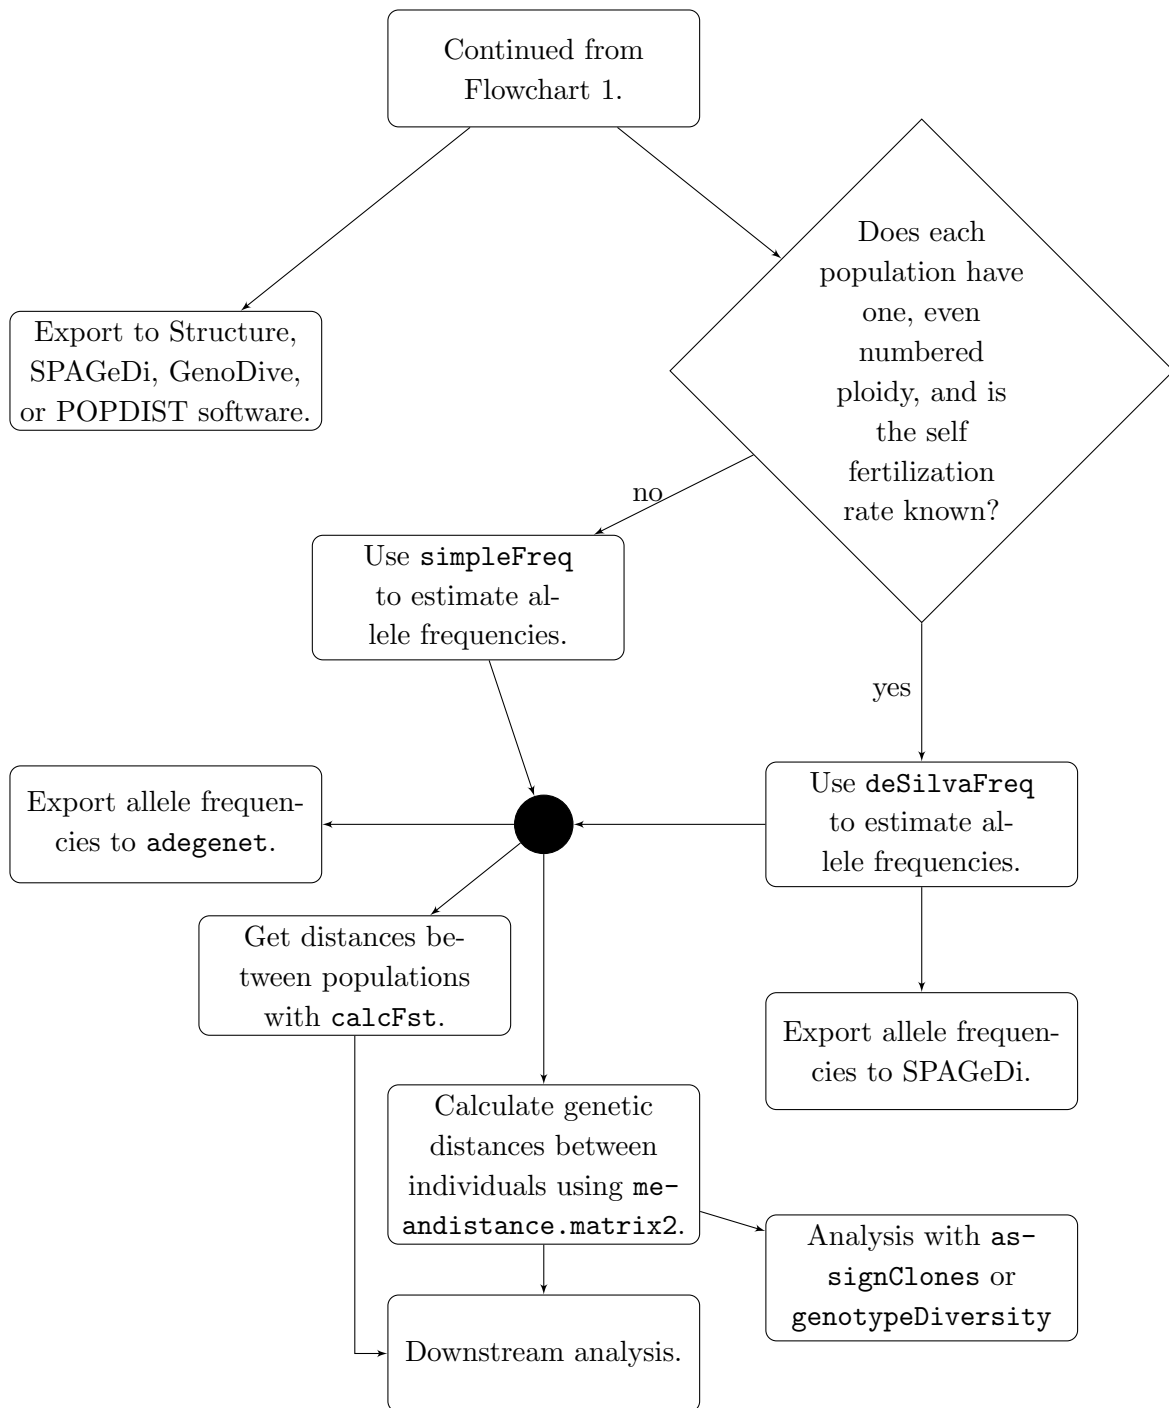 Continued from
Flowchart 1.
Does each
population have
one, even
numbered
ploidy, and is
the self
fertilization
rate known?
Export to Structure,
SPAGeDi, GenoDive,
or POPDIST software.
no
Use simpleFreq
to estimate al-
lele frequencies.
yes
Export allele frequen-
cies to adegenet.
Use deSilvaFreq
to estimate al-
lele frequencies.
Get distances be-
tween populations
with calcFst.
Export allele frequen-
cies to SPAGeDi.
Calculate genetic
distances between
individuals using me-
andistance.matrix2.
Analysis with as-
signClones or
genotypeDiversity
Downstream analysis.